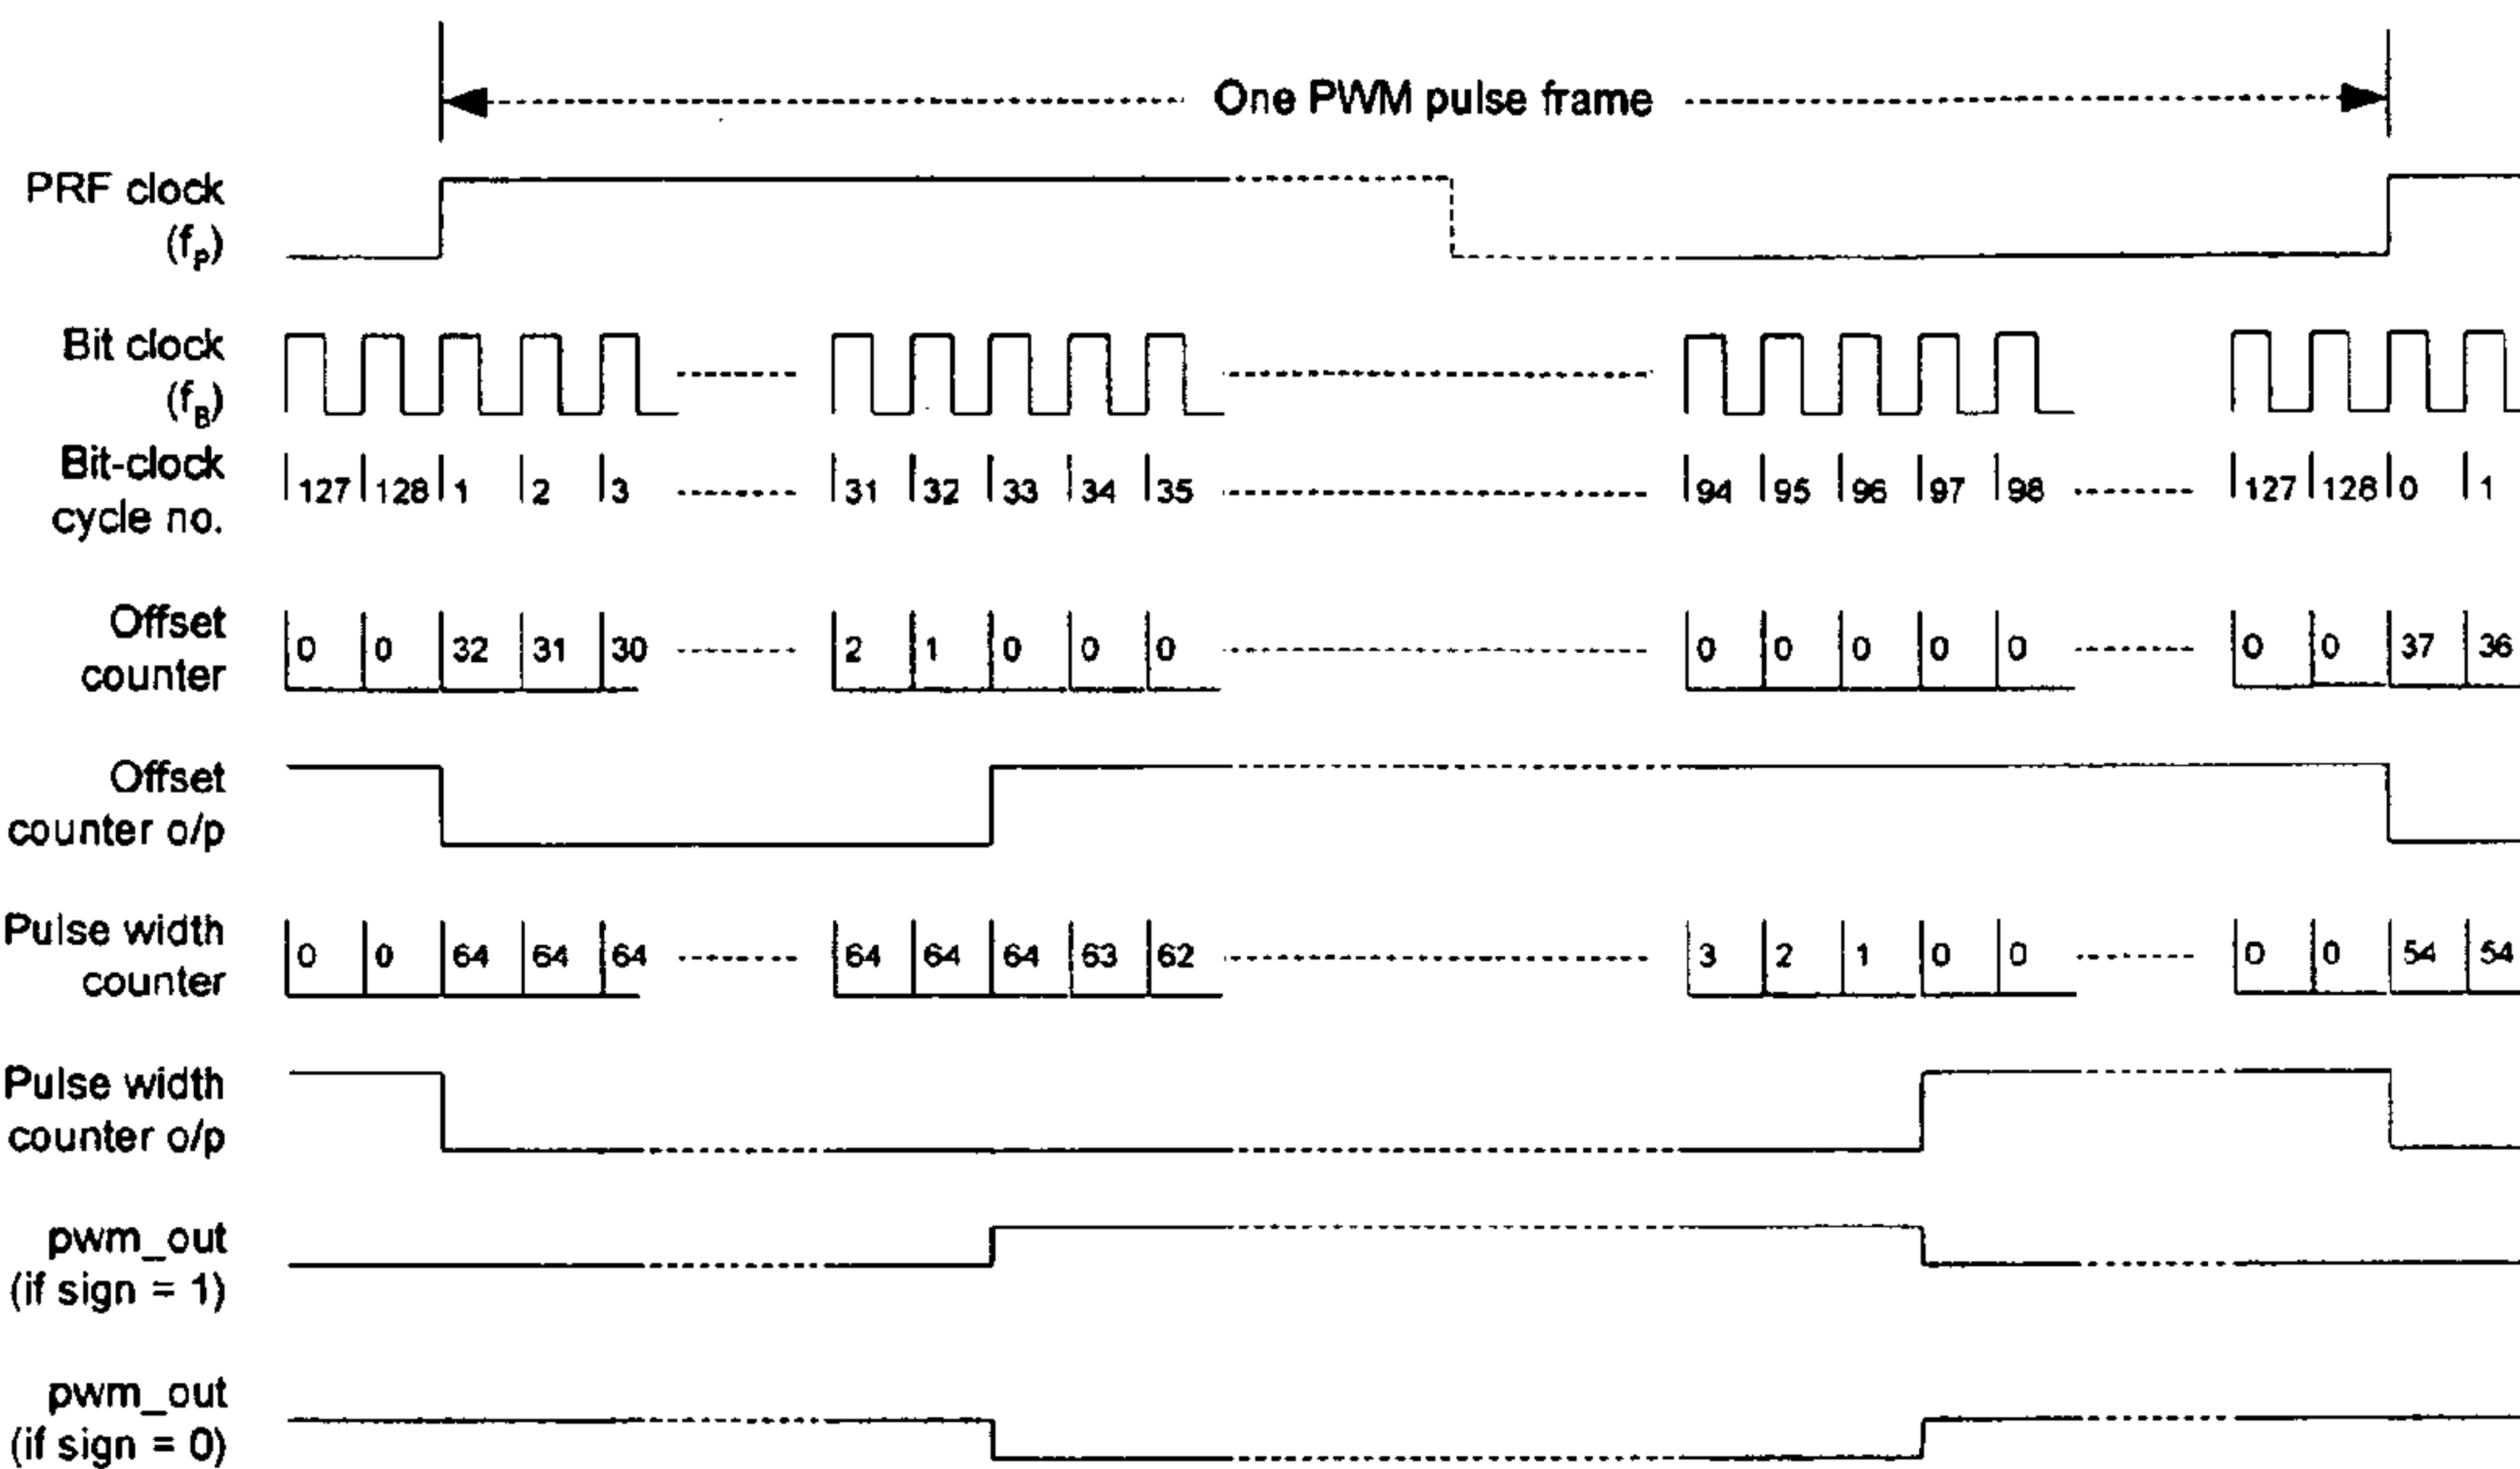 One PWM pulse frame
PRF clock
(fP)
Bit clock
(fB)
Bit-clock
cycle no.
127 128 1 2 3 31 32 33 34 35 94 95 96 97 98 127 128 0 1
Offset
counter
0 0 32 31 30 2 1 0 0 0 0 0 0 0 0 0 0 37 36
Offset
counter o/p
Pulse width
counter
0 0 64 64 64 64 64 64 63 62 3 2 1 0 0 0 0 54 54
Pulse width
counter o/p
pwm_out
(if sign = 1)
pwm_out
(if sign = 0)